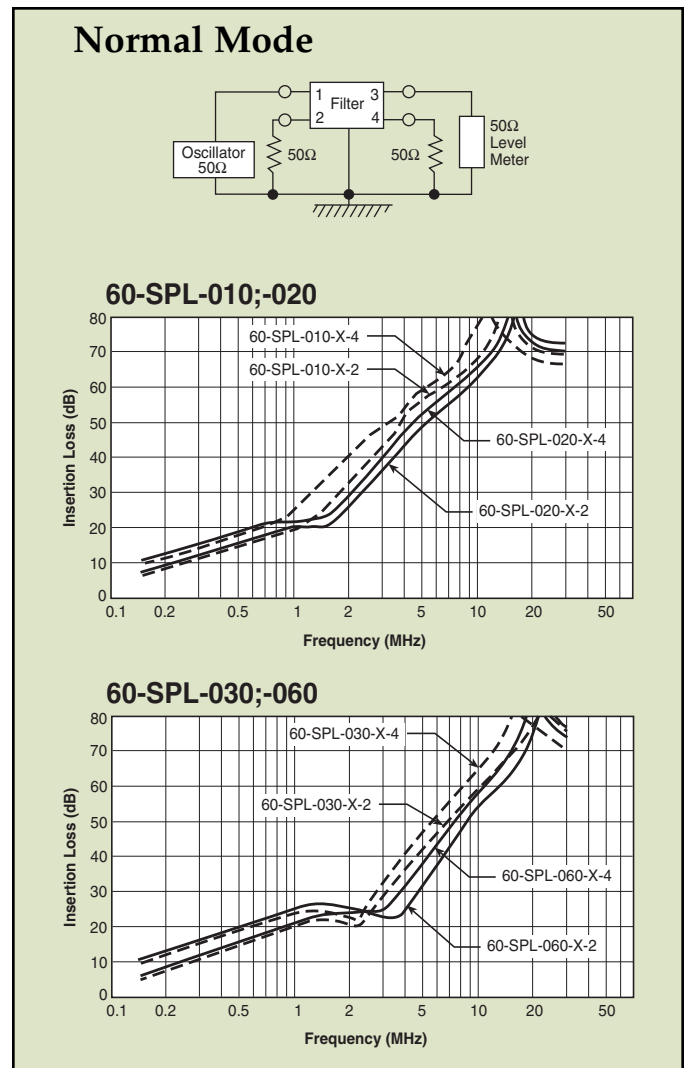 Normal Mode
1 3
Filter
2 4
Oscillator
50Ω
50Ω
50Ω
50Ω
Level
Meter
60-SPL-010;-020
Insertion Loss (dB)
80
70
60
50
40
30
20
10
0
60-SPL-010-X-4
60-SPL-010-X-2
60-SPL-020-X-4
60-SPL-020-X-2
0.1 0.2 0.5 1 2 5 10 20 50
Frequency (MHz)
60-SPL-030;-060
Insertion Loss (dB)
80
70
60
50
40
30
20
10
0
60-SPL-030-X-4
60-SPL-030-X-2
60-SPL-060-X-4
60-SPL-060-X-2
0.1 0.2 0.5 1 2 5 10 20 50
Frequency (MHz)